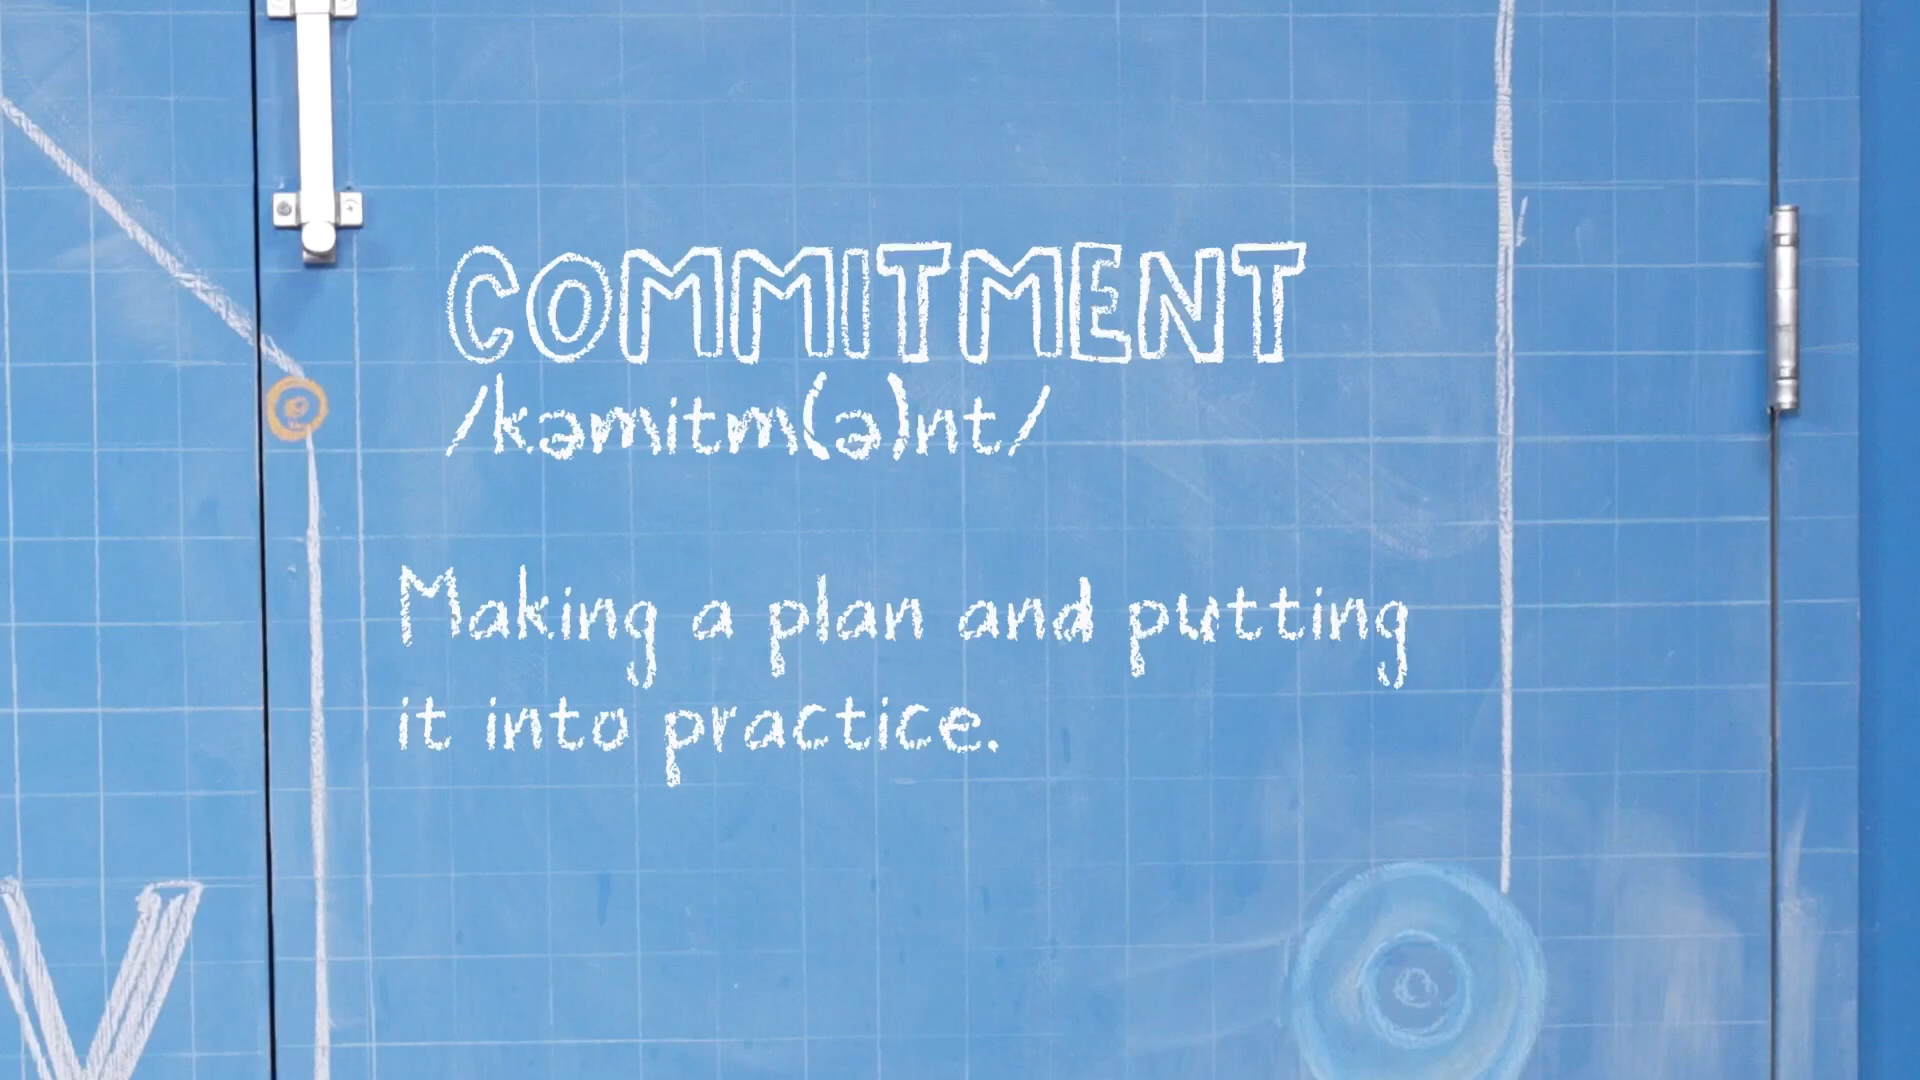 COMMITMENT
/kəmitm(ə)nt/
Making a plan and putting
it into practice.